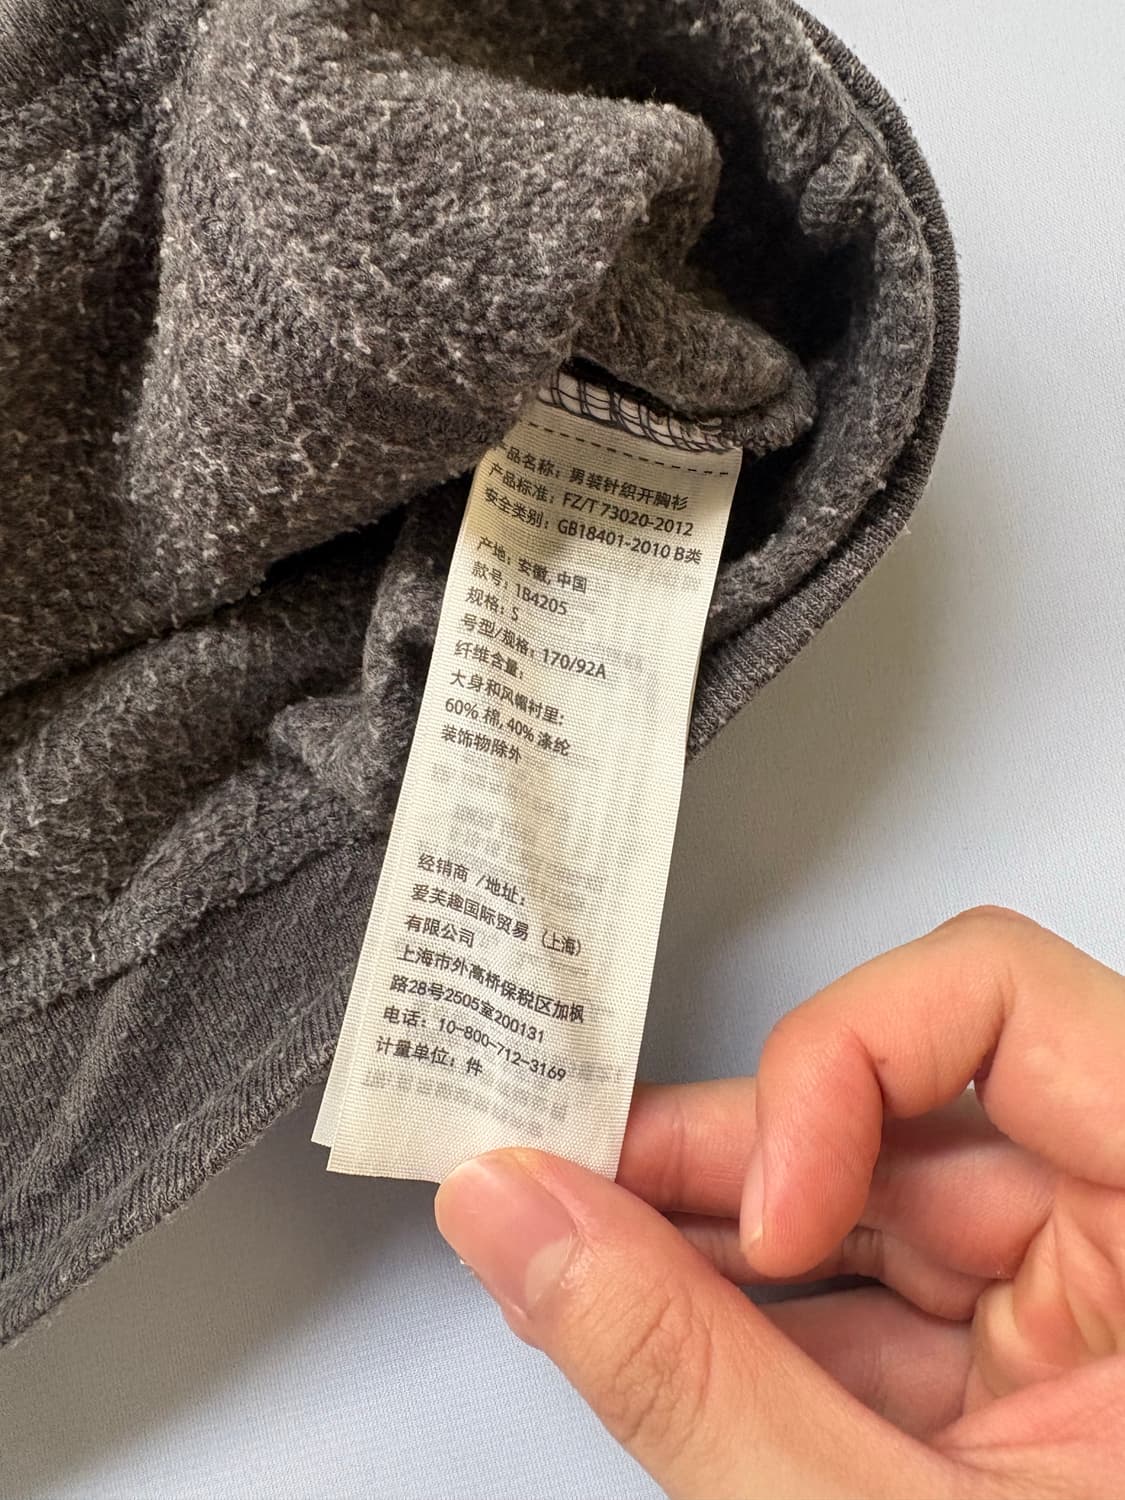 品名称：男装针织开胸衫
产品标准：FZ/T 73020-2012
安全类别：GB18401-2010 B类
产地：安徽, 中国
款号：1B4205
规格：S
号型/规格：170/92A
纤维含量：
大身和风帽衬里：
60% 棉, 40% 涤纶
装饰物除外
经销商 /地址：
爱芙趣国际贸易（上海）
有限公司
上海市外高桥保税区加枫
路28号2505室200131
电话：10-800-712-3169
计量单位：件